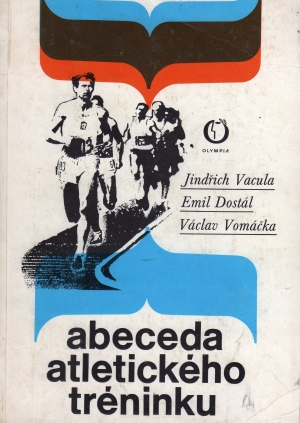 OLYMPIA
Jindřich Vacula
Emil Dostál
Václav Vomáčka
abeceda
atletického
tréninku